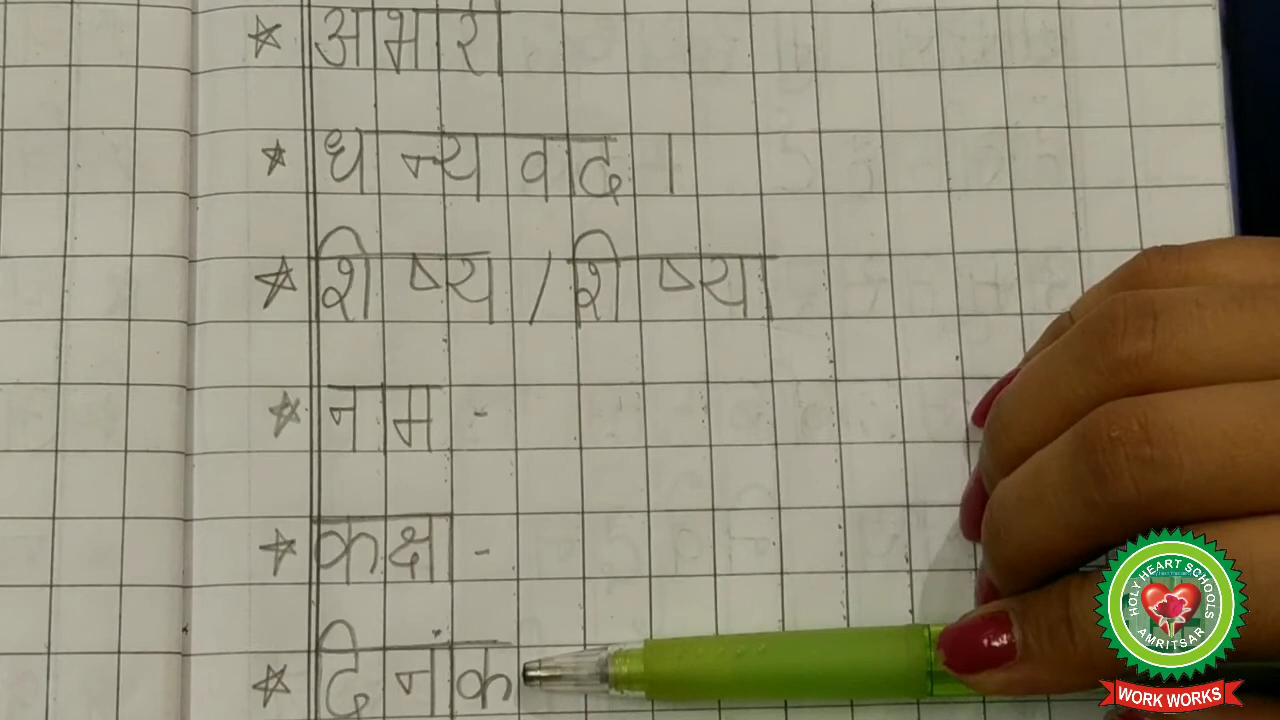 ☆ आभारी
☆ धन्यवाद ।
☆ शिष्य / शिष्या
☆ नाम -
☆ कक्षा -
☆ दिनांक
HOLY HEART SCHOOLS
AMRITSAR
WORK WORKS